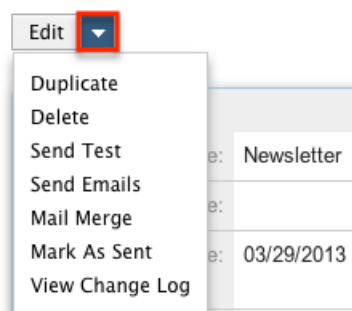 Edit
Duplicate
Delete
Send Test
e: Newsletter
Send Emails
e:
Mail Merge
Mark As Sent
e: 03/29/2013
View Change Log